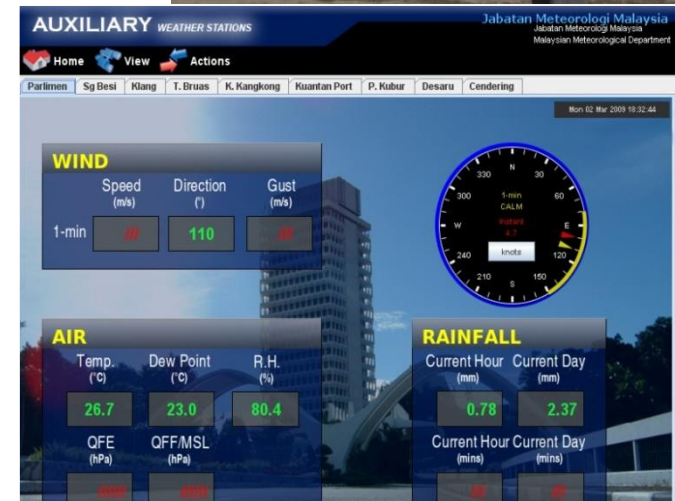 AUXILIARY WEATHER STATIONS
Jabatan Meteorologi Malaysia
Jabatan Meteorologi Malaysia
Malaysian Meteorological Department
Home View Actions
Parlimen Sg Besi Klang T. Bruas K. Kangkong Kuantan Port P. Kubur Desaru Cendering
Mon 02 Mar 2009 18:32:44
WIND
Speed Direction Gust
(m/s) (°) (m/s)
1-min /// 110 ///
N
330 30
300 60
1-min
CALM
W E
Instant
4.7
knots
240 120
210 150
S
AIR
Temp. Dew Point R.H.
(°C) (°C) (%)
26.7 23.0 80.4
QFE QFF/MSL
(hPa) (hPa)
RAINFALL
Current Hour Current Day
(mm) (mm)
0.78 2.37
Current Hour Current Day
(mins) (mins)
/// ///